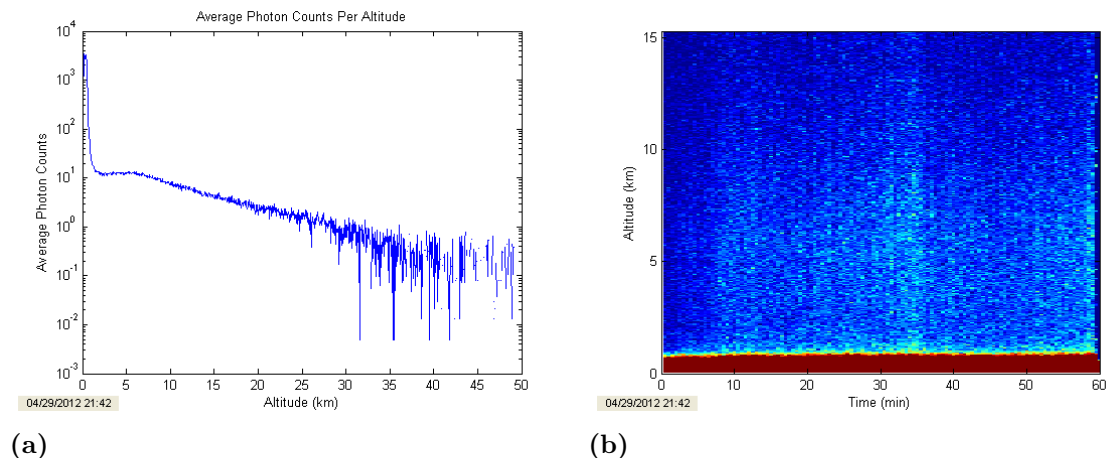 Average Photon Counts Per Altitude
10^4
10^3
10^2
10^1
10^0
10^-1
10^-2
10^-3
Average Photon Counts
0 5 10 15 20 25 30 35 40 45 50
Altitude (km)
04/29/2012 21:42
(a)
15
10
5
0
Altitude (km)
0 10 20 30 40 50 60
Time (min)
04/29/2012 21:42
(b)